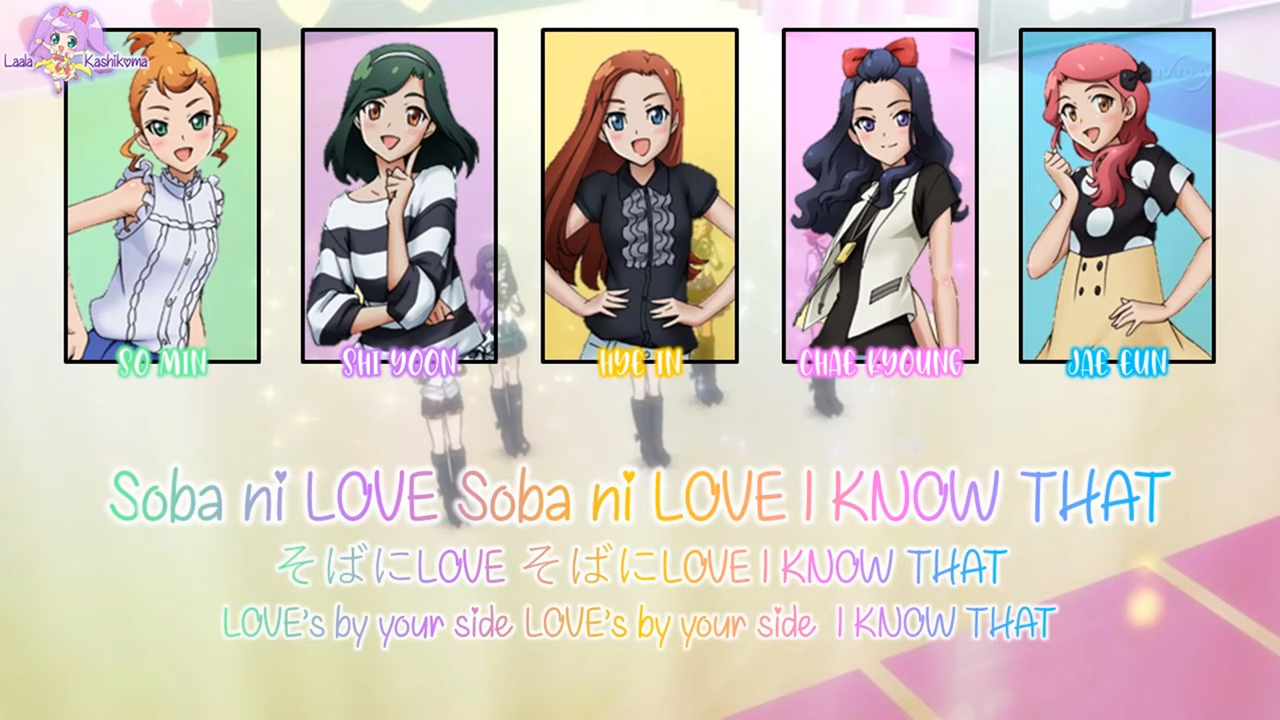 Laala Kashikoma
SO MIN
SHI YOON
HYE IN
CHAE KYOUNG
JAE EUN
Soba ni LOVE Soba ni LOVE I KNOW THAT
そばにLOVE そばにLOVE I KNOW THAT
LOVE's by your side LOVE's by your side I KNOW THAT